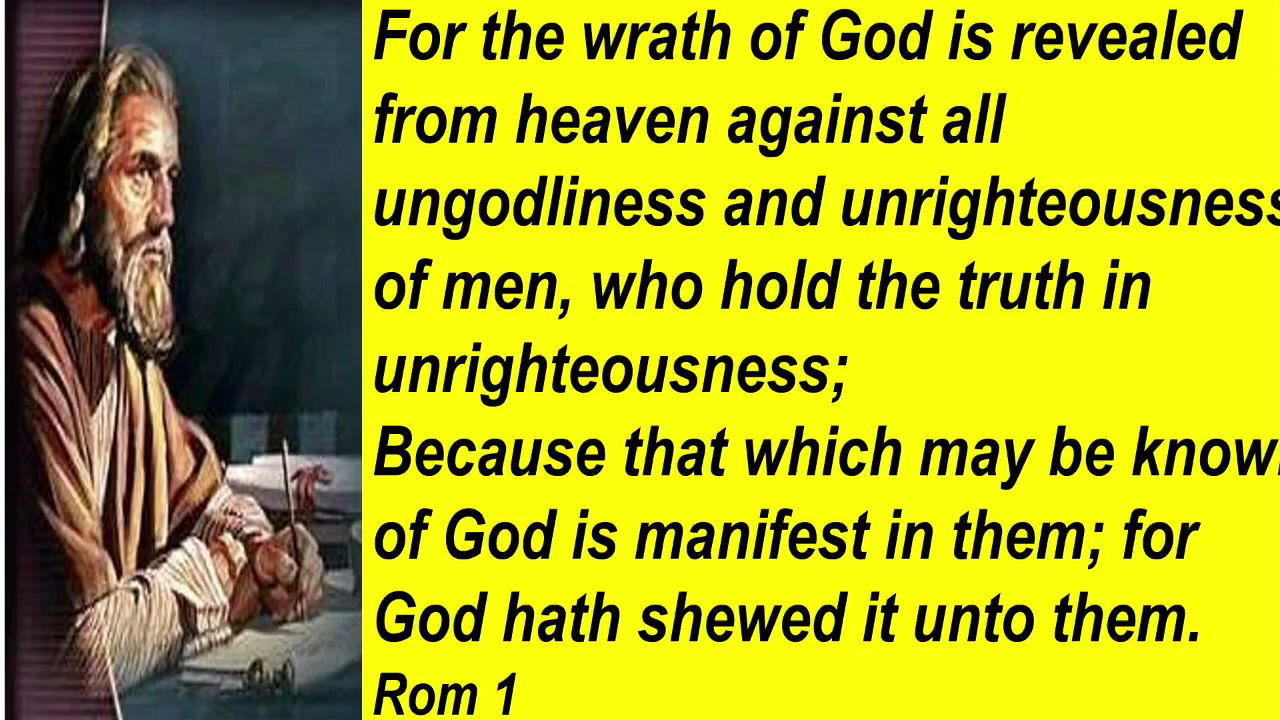 For the wrath of God is revealed
from heaven against all
ungodliness and unrighteousness
of men, who hold the truth in
unrighteousness;
Because that which may be know
of God is manifest in them; for
God hath shewed it unto them.
Rom 1